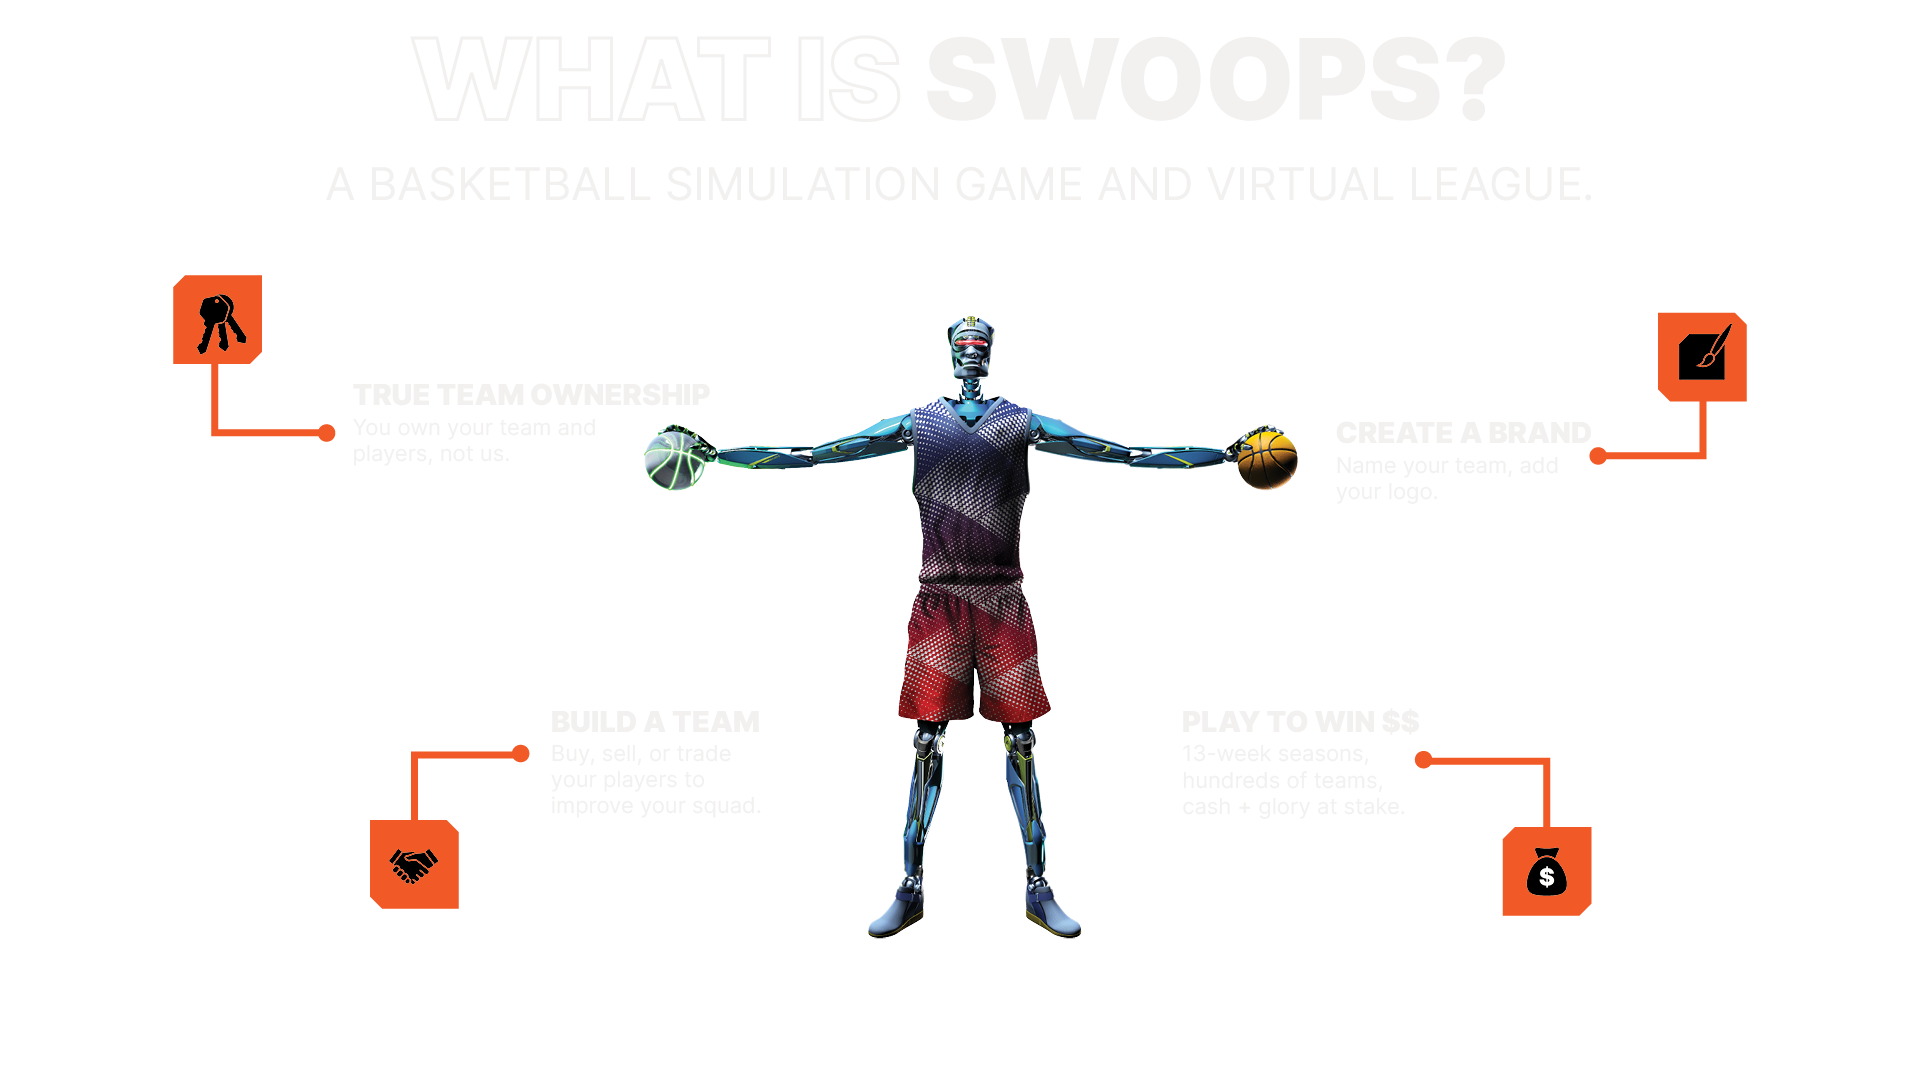 WHAT IS SWOOPS?
A BASKETBALL SIMULATION GAME AND VIRTUAL LEAGUE.
TRUE TEAM OWNERSHIP
You own your team and
players, not us.
CREATE A BRAND
Name your team, add
your logo.
BUILD A TEAM
Buy, sell, or trade
your players to
improve your squad.
PLAY TO WIN $$
13-week seasons,
hundreds of teams,
cash + glory at stake.
$